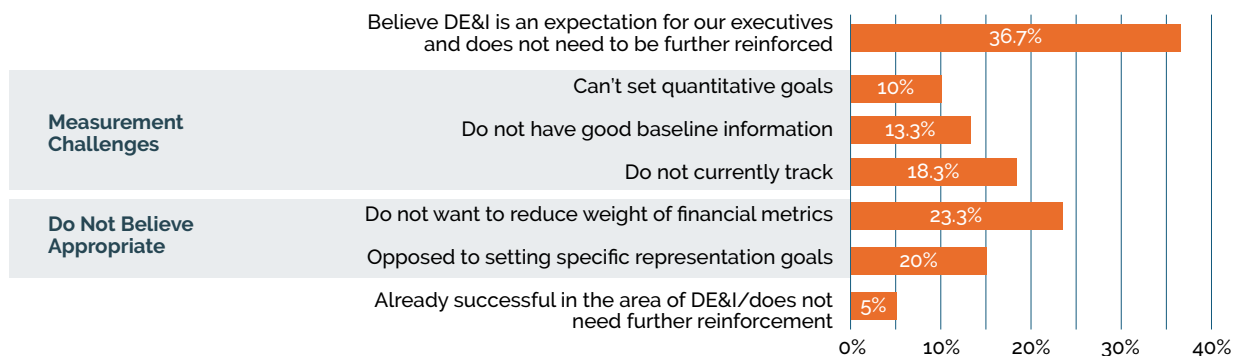 Believe DE&I is an expectation for our executives
and does not need to be further reinforced
36.7%
Measurement
Challenges
Can't set quantitative goals
10%
Do not have good baseline information
13.3%
Do not currently track
18.3%
Do Not Believe
Appropriate
Do not want to reduce weight of financial metrics
23.3%
Opposed to setting specific representation goals
20%
Already successful in the area of DE&I/does not
need further reinforcement
5%
0% 10% 20% 30% 40%